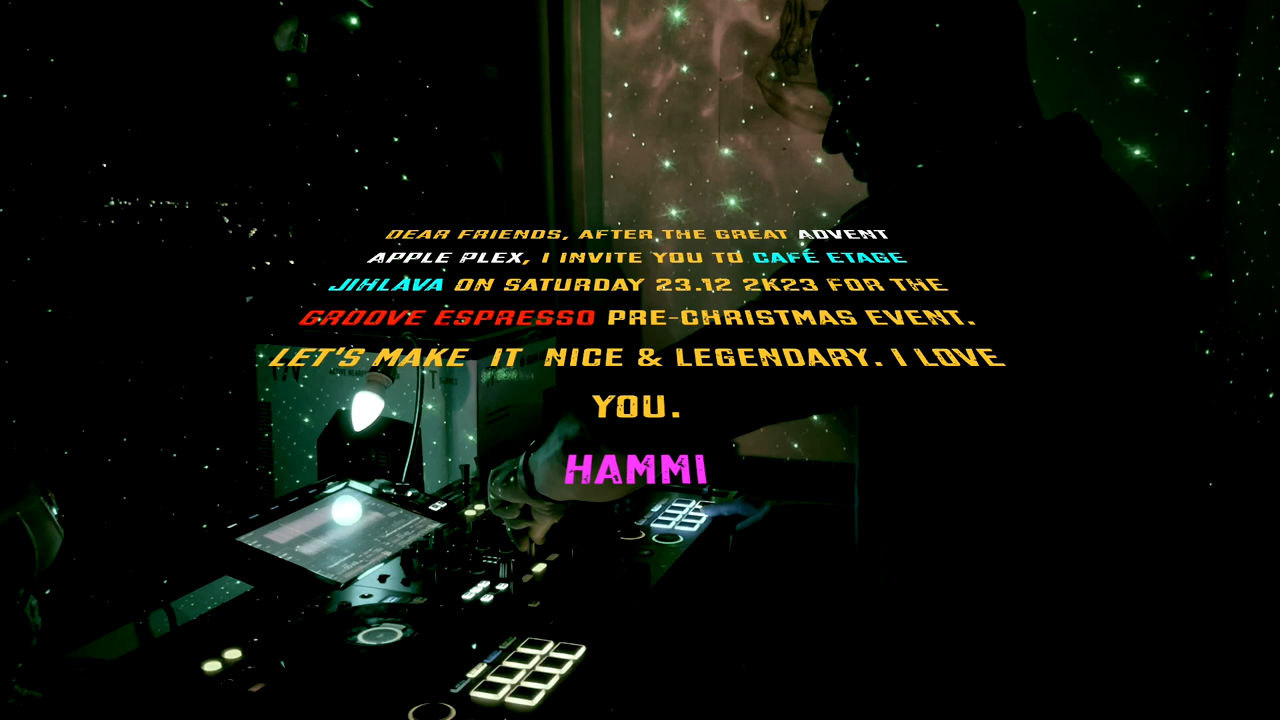 DEAR FRIENDS, AFTER THE GREAT ADVENT
APPLE PLEX, I INVITE YOU TO CAFÉ ETAGE
JIHLAVA ON SATURDAY 23.12 2K23 FOR THE
GROOVE ESPRESSO PRE-CHRISTMAS EVENT.
LET'S MAKE IT NICE & LEGENDARY. I LOVE
YOU.
HAMMI